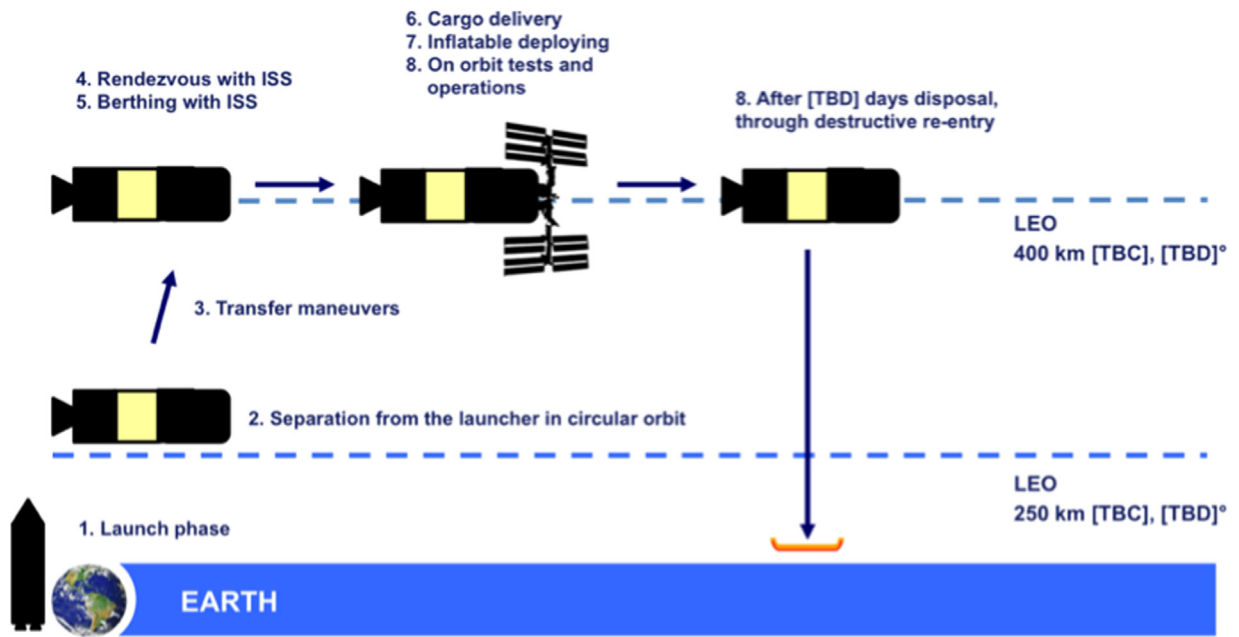 6. Cargo delivery
7. Inflatable deploying
8. On orbit tests and
operations
4. Rendezvous with ISS
5. Berthing with ISS
8. After [TBD] days disposal,
through destructive re-entry
LEO
400 km [TBC], [TBD]°
3. Transfer maneuvers
2. Separation from the launcher in circular orbit
LEO
250 km [TBC], [TBD]°
1. Launch phase
EARTH